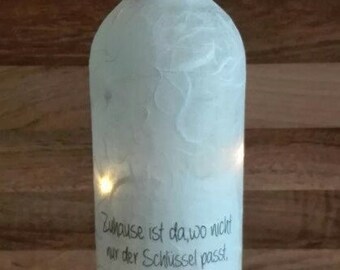 Zuhause ist da,wo nicht
nur der Schlüssel passt.